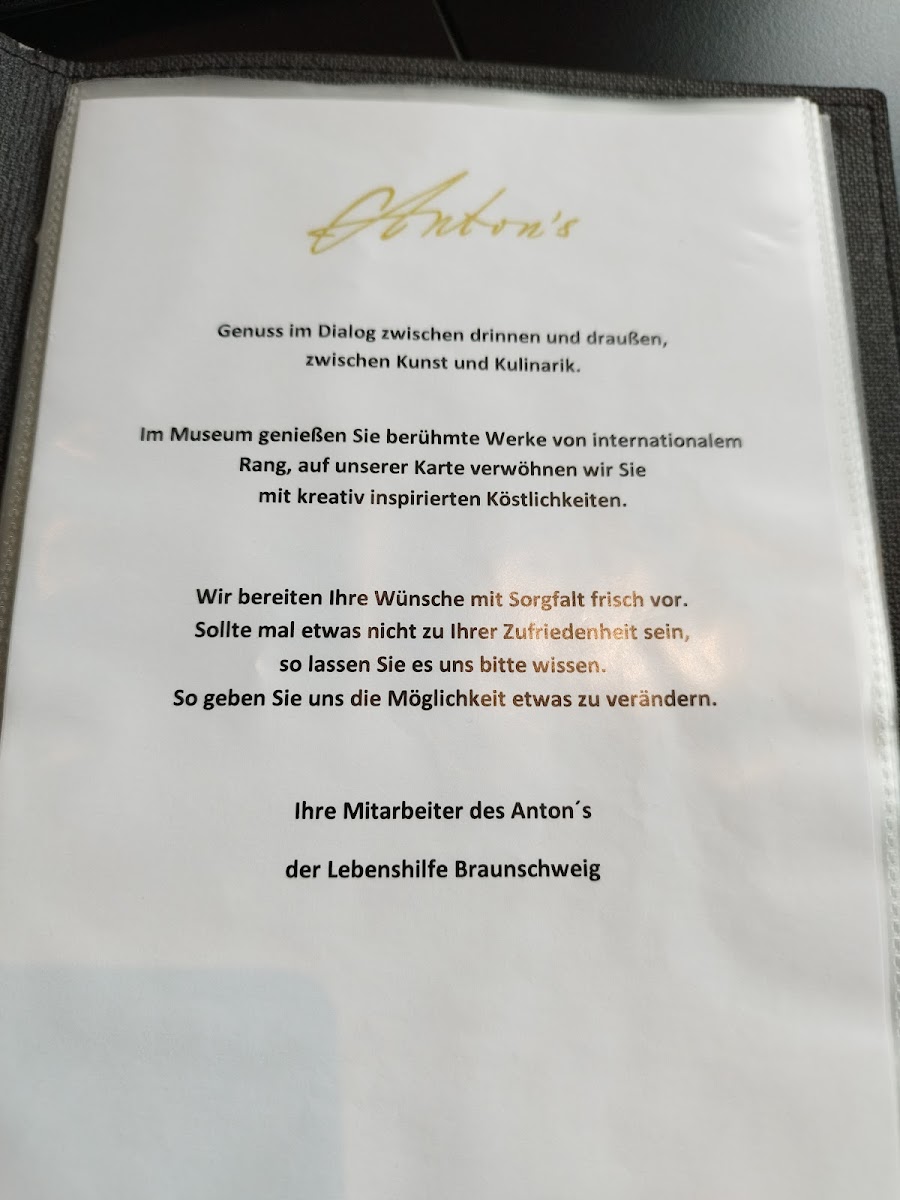 Anton's
Genuss im Dialog zwischen drinnen und draußen,
zwischen Kunst und Kulinarik.
Im Museum genießen Sie berühmte Werke von internationalem
Rang, auf unserer Karte verwöhnen wir Sie
mit kreativ inspirierten Köstlichkeiten.
Wir bereiten Ihre Wünsche mit Sorgfalt frisch vor.
Sollte mal etwas nicht zu Ihrer Zufriedenheit sein,
so lassen Sie es uns bitte wissen.
So geben Sie uns die Möglichkeit etwas zu verändern.
Ihre Mitarbeiter des Anton´s
der Lebenshilfe Braunschweig